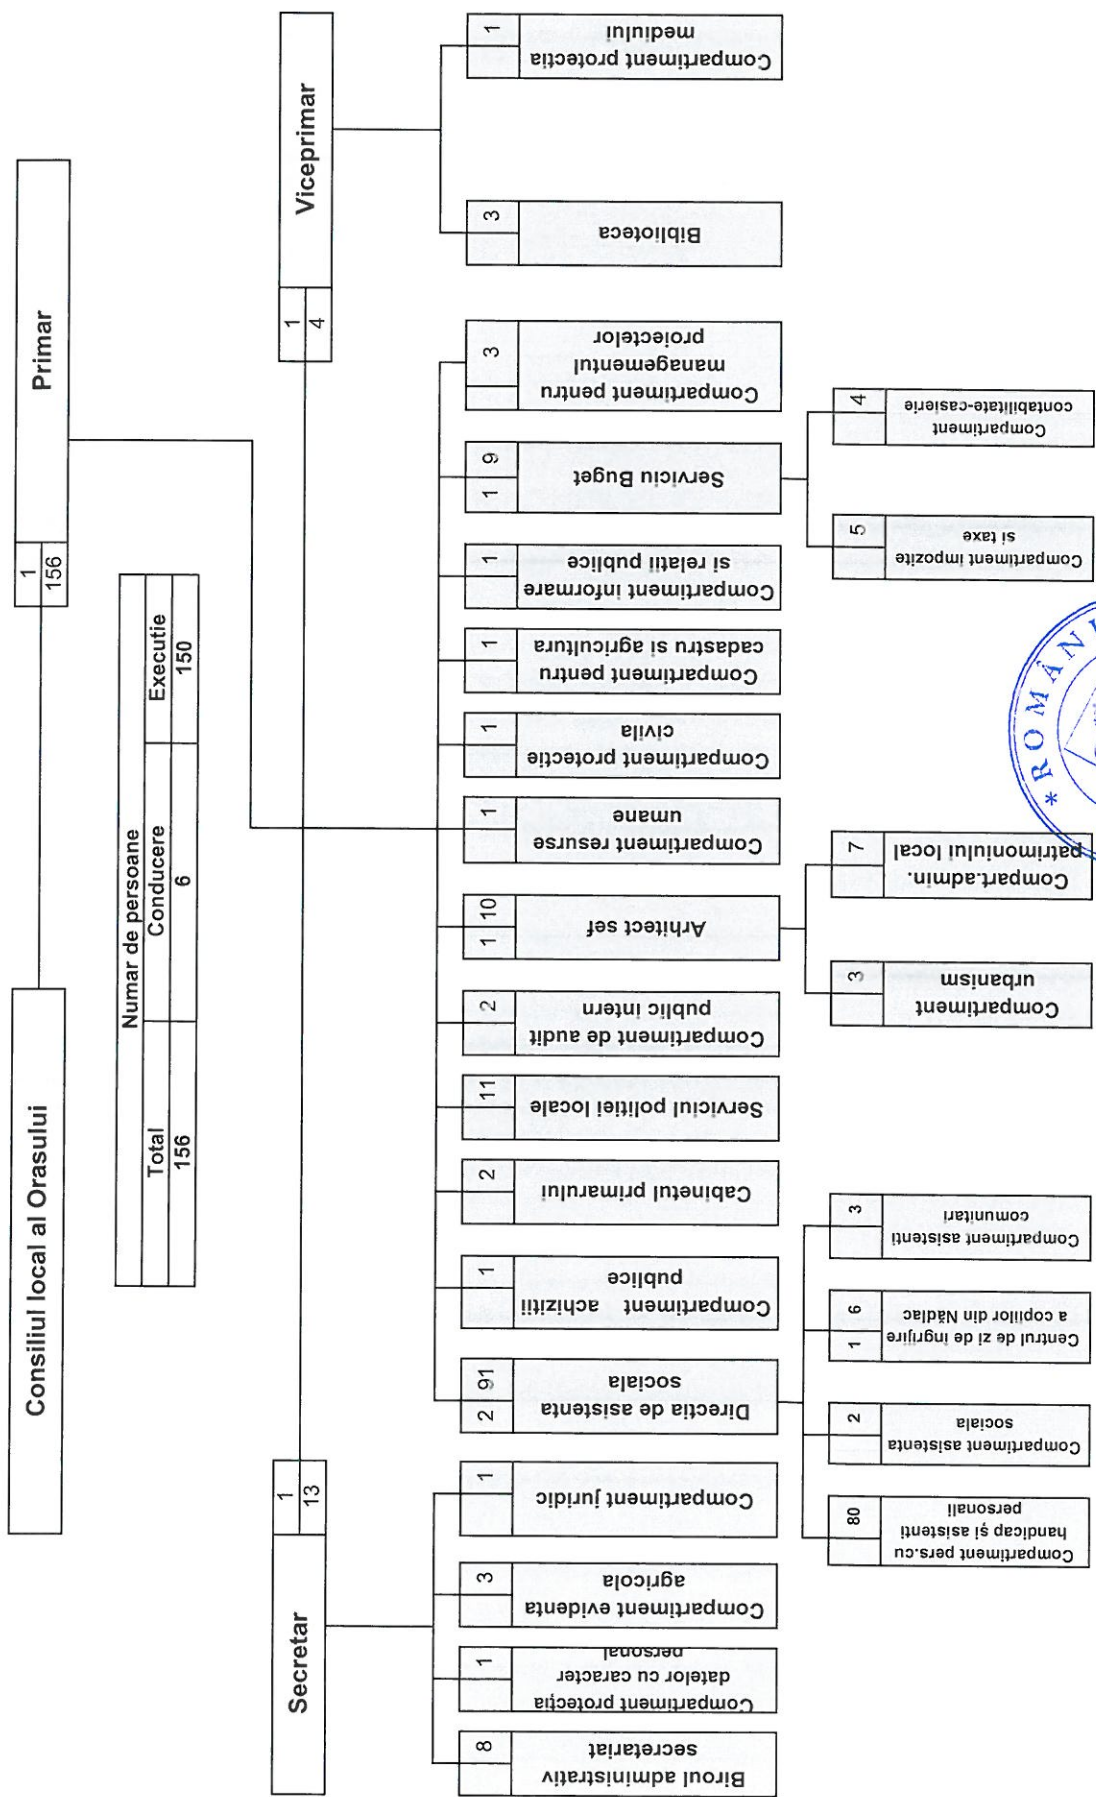 Consiliul local al Orasului
1
156
Primar
Numar de persoane
Total
Conducere
Executie
156
6
150
Secretar
1
13
1
4
Viceprimar
8
Biroul administrativ
secretariat
1
Compartiment protecția
datelor cu caracter
personal
3
Compartiment evidenta
agricola
1
Compartiment juridic
2
91
Directia de asistenta
sociala
1
Compartiment achizitii
publice
2
Cabinetul primarului
11
Serviciul politiei locale
2
Compartiment de audit
public intern
1
10
Arhitect sef
1
Compartiment resurse
umane
1
Compartiment protectie
civila
1
Compartiment pentru
cadastru si agricultura
1
Compartiment informare
si relatii publice
1
9
Serviciu Buget
3
Compartiment pentru
managementul
proiectelor
3
Biblioteca
1
Compartiment protectia
mediului
80
Compartiment pers.cu
handicap și asistenti
personali
2
Compartiment asistenta
sociala
1
6
Centrul de zi de ingrijire
a copiilor din Nădlac
3
Compartiment asistenti
comunitari
3
Compartiment
urbanism
7
Compart.admin.
patrimoniului local
5
Compartiment impozite
si taxe
4
Compartiment
contabilitate-casierie
* ROMÂNI